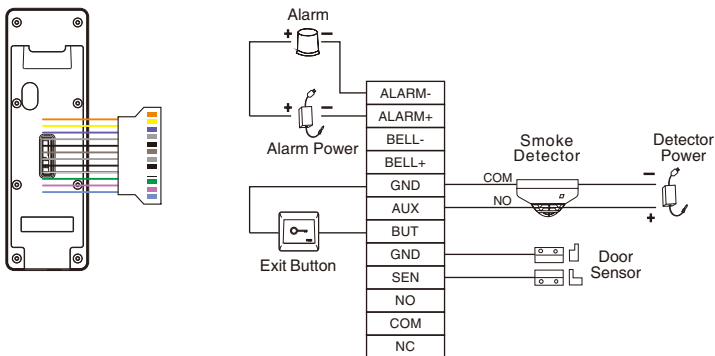 Alarm
+ −
+ −
Alarm Power
ALARM-
ALARM+
BELL-
BELL+
GND
AUX
BUT
GND
SEN
NO
COM
NC
Exit Button
Smoke
Detector
COM
NO
Detector
Power
−
+
Door
Sensor